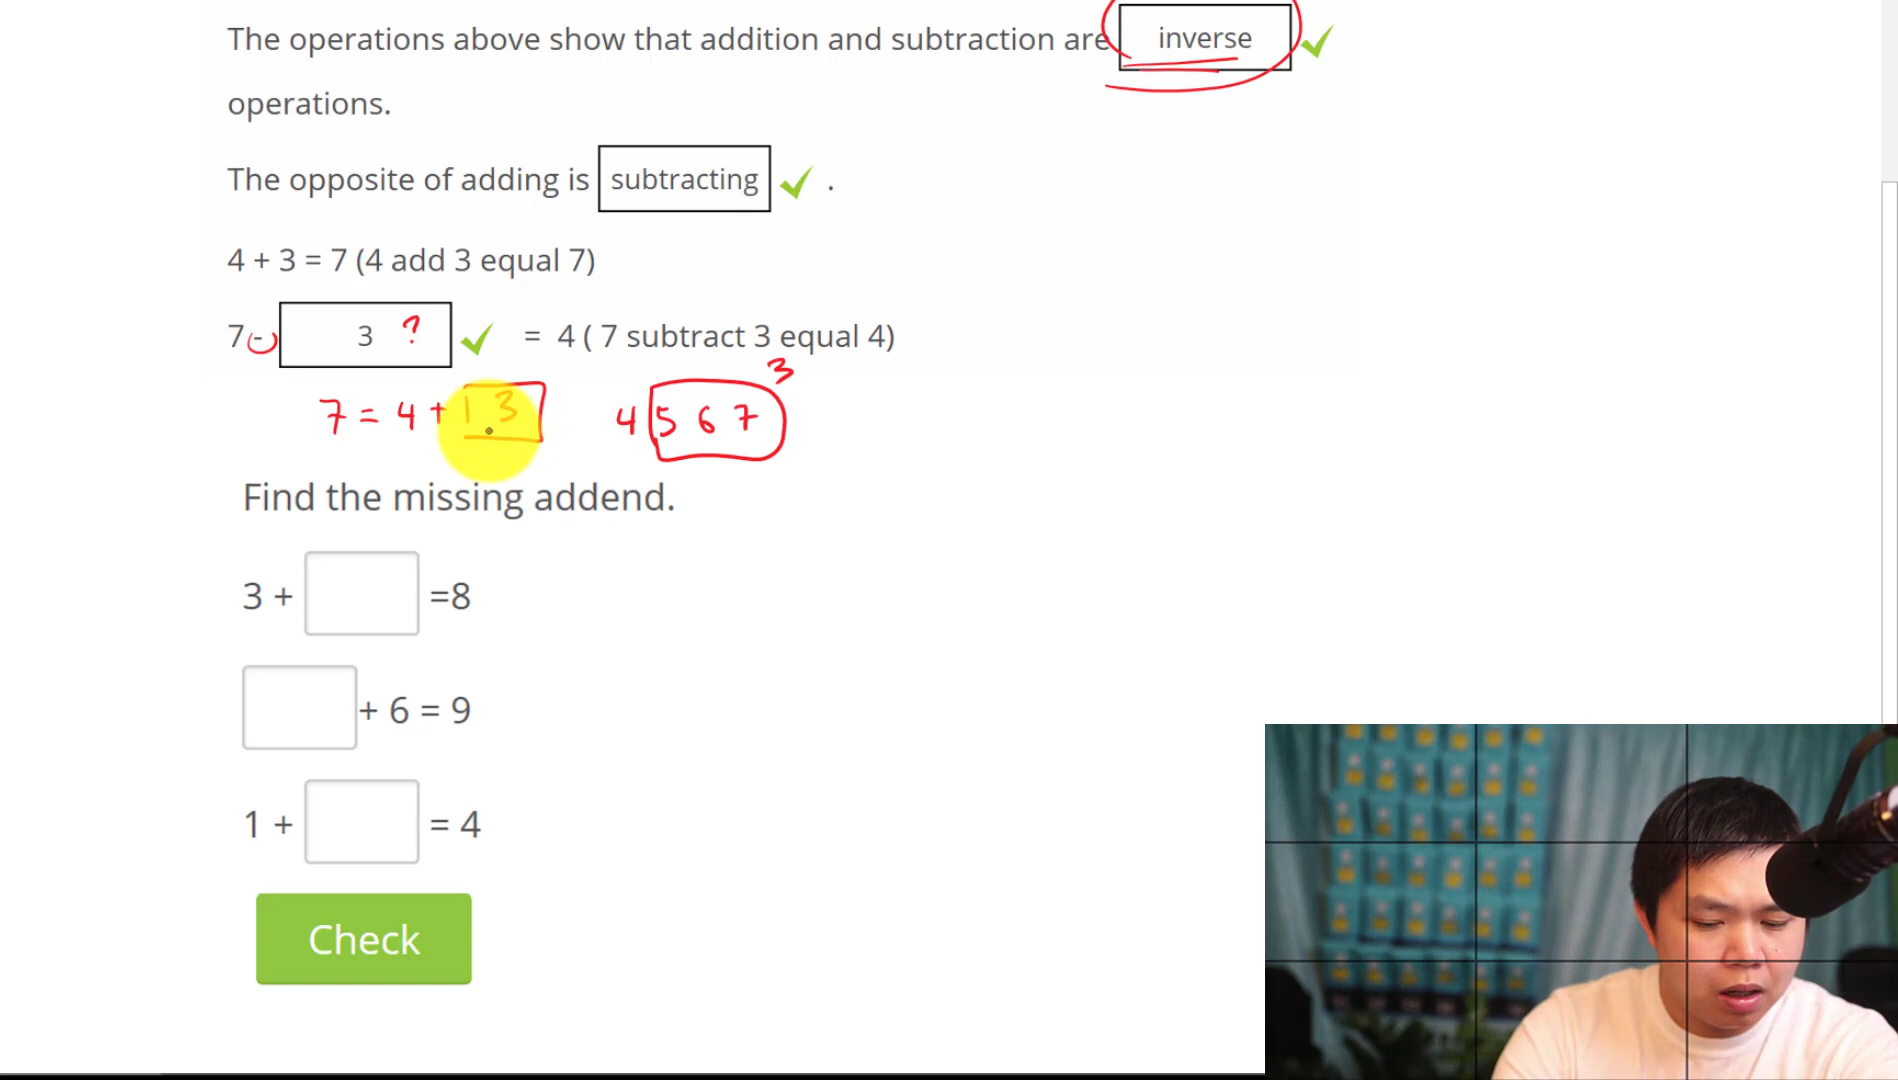 The operations above show that addition and subtraction are inverse
operations.
The opposite of adding is subtracting .
4 + 3 = 7 (4 add 3 equal 7)
7 - 3 ? = 4 ( 7 subtract 3 equal 4)
3
7 = 4 + 1 3 4 5 6 7
Find the missing addend.
3 + =8
+ 6 = 9
1 + = 4
Check